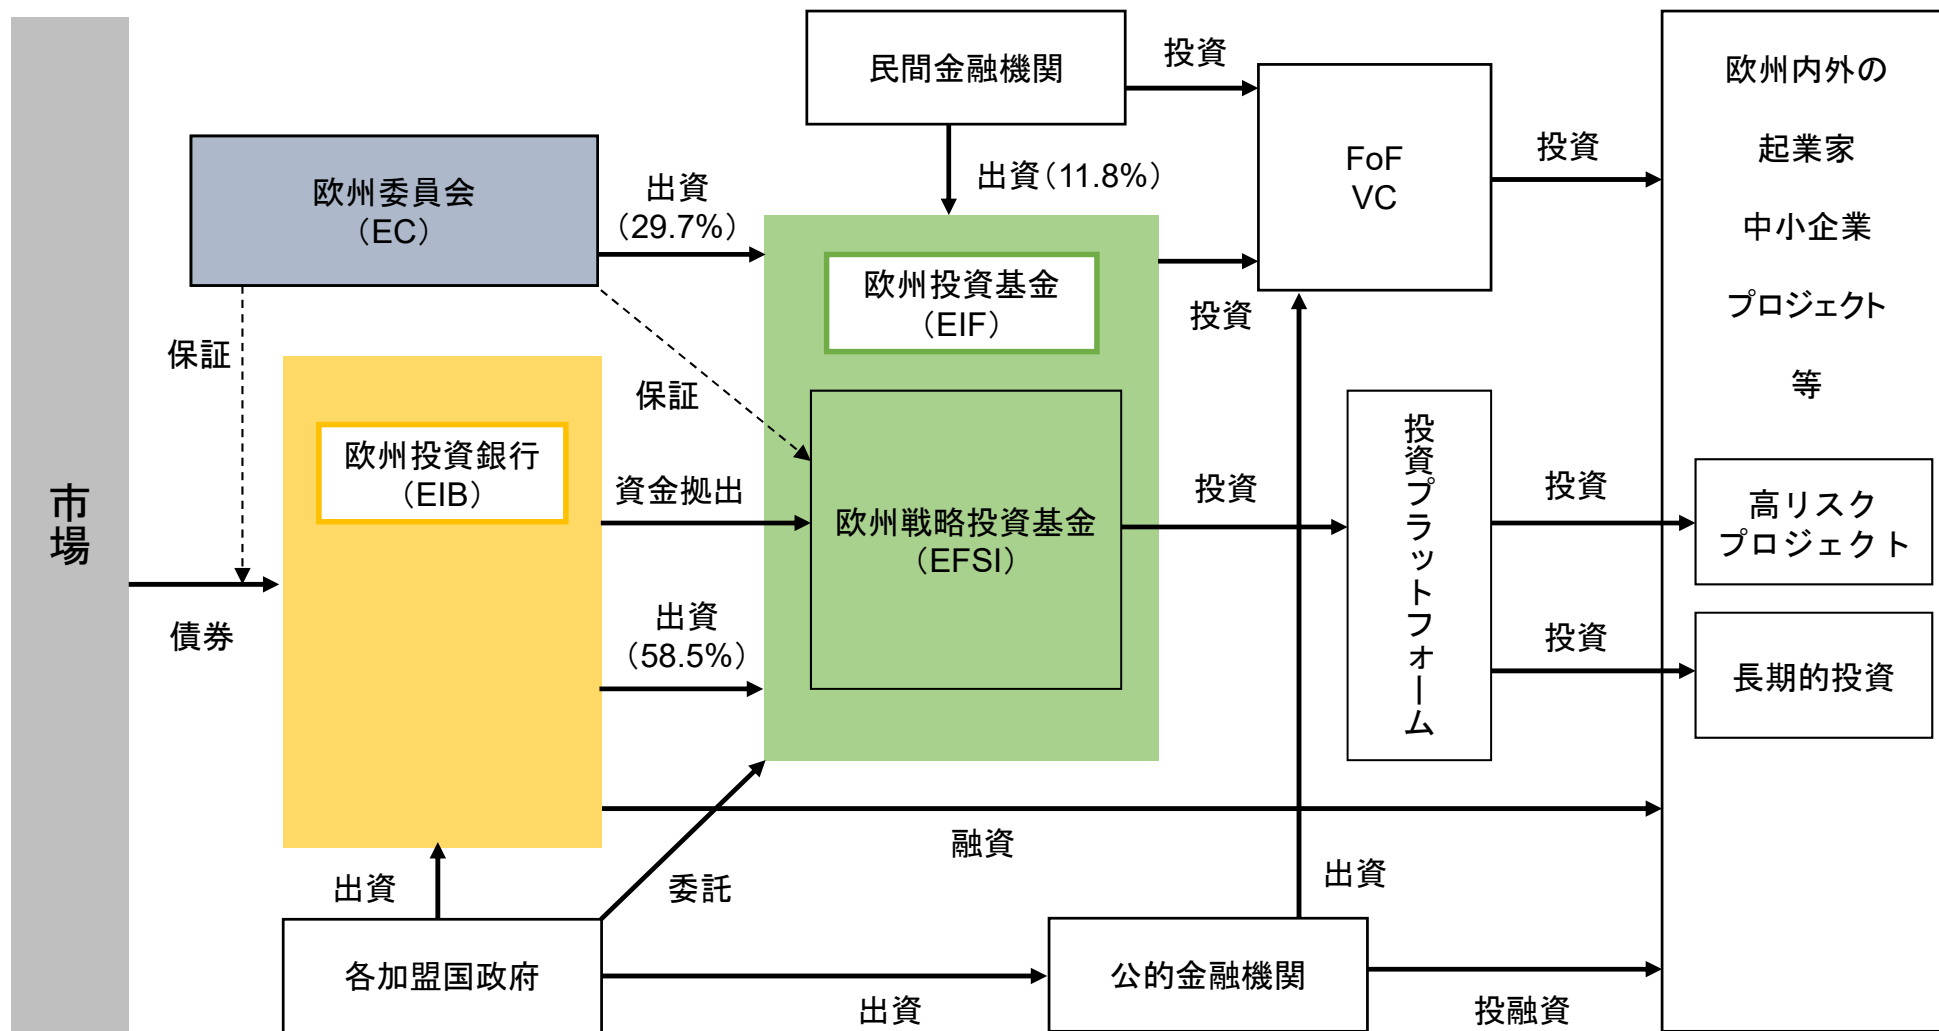 市場
債券
欧州委員会
（EC）
保証
出資
（29.7%）
保証
欧州投資銀行
（EIB）
資金拠出
出資
（58.5%）
出資
委託
各加盟国政府
出資
民間金融機関
投資
出資（11.8%）
欧州投資基金
（EIF）
投資
欧州戦略投資基金
（EFSI）
投資
FoF
VC
投資
投資プラットフォーム
投資
投資
融資
出資
公的金融機関
投融資
欧州内外の
起業家
中小企業
プロジェクト
等
高リスク
プロジェクト
長期的投資